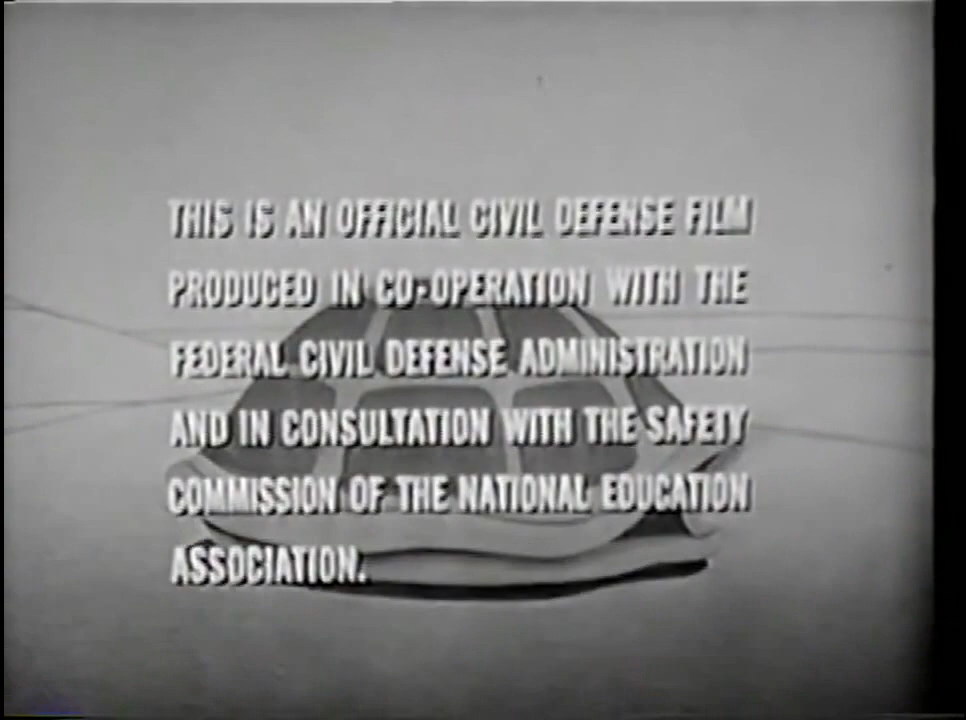 THIS IS AN OFFICIAL CIVIL DEFENSE FILM
PRODUCED IN CO-OPERATION WITH THE
FEDERAL CIVIL DEFENSE ADMINISTRATION
AND IN CONSULTATION WITH THE SAFETY
COMMISSION OF THE NATIONAL EDUCATION
ASSOCIATION.